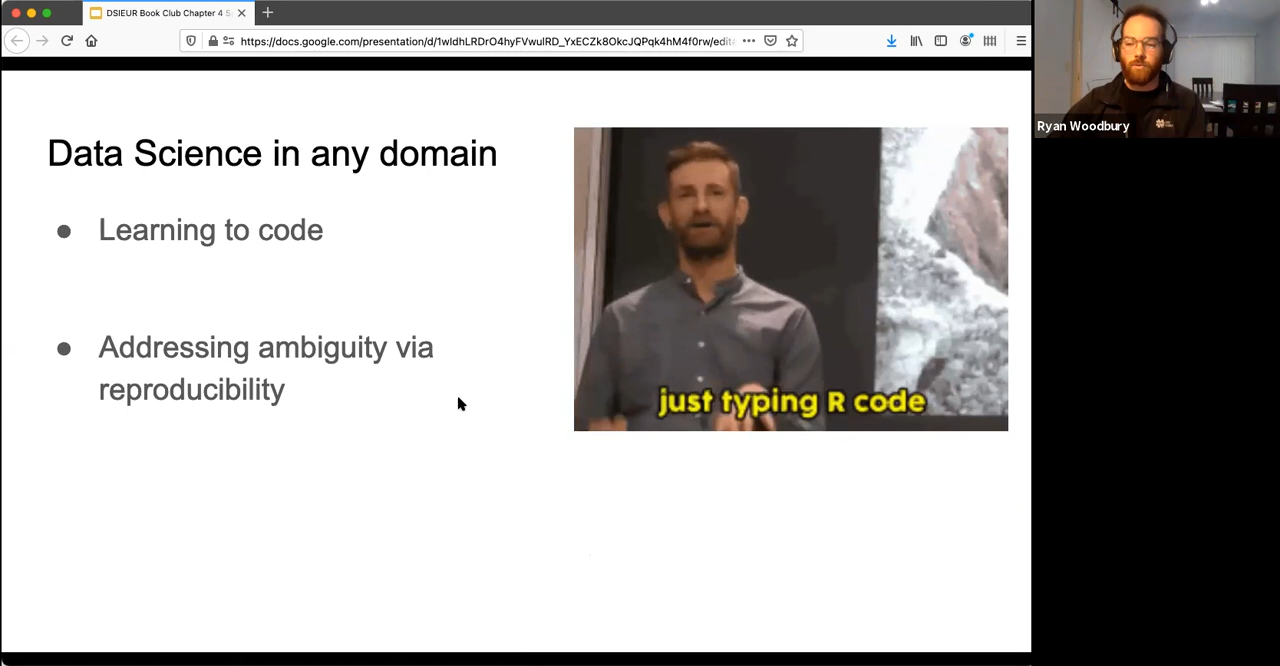 DSIEUR Book Club Chapter 4 S
https://docs.google.com/presentation/d/1wIdhLRDrO4hyFVwulRD_YxECZk8OkcJQPqk4hM4f0rw/edit
Ryan Woodbury
Data Science in any domain
● Learning to code
● Addressing ambiguity via
reproducibility
just typing R code